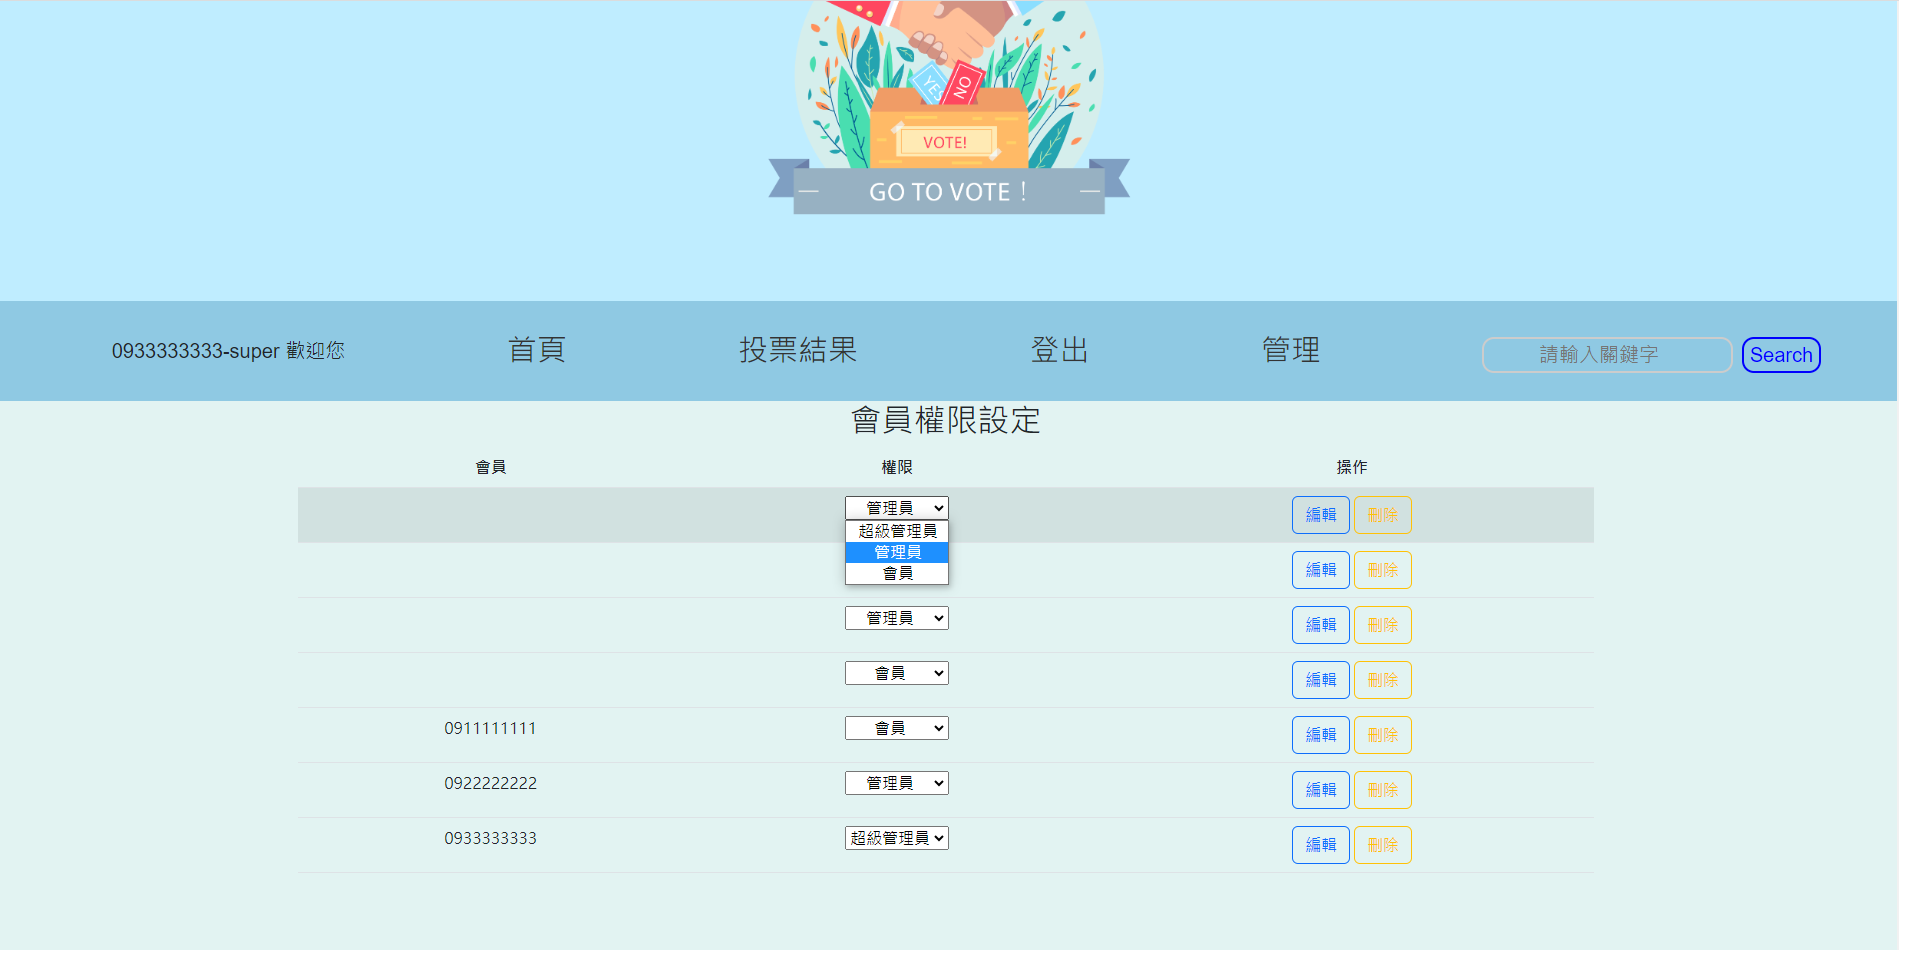 YES
NO
VOTE!
GO TO VOTE！
0933333333-super 歡迎您 首頁 投票結果 登出 管理 請輸入關鍵字 Search
會員權限設定
會員 權限 操作
管理員 編輯 刪除
超級管理員
管理員
會員
編輯 刪除
管理員 編輯 刪除
會員 編輯 刪除
0911111111 會員 編輯 刪除
0922222222 管理員 編輯 刪除
0933333333 超級管理員 編輯 刪除